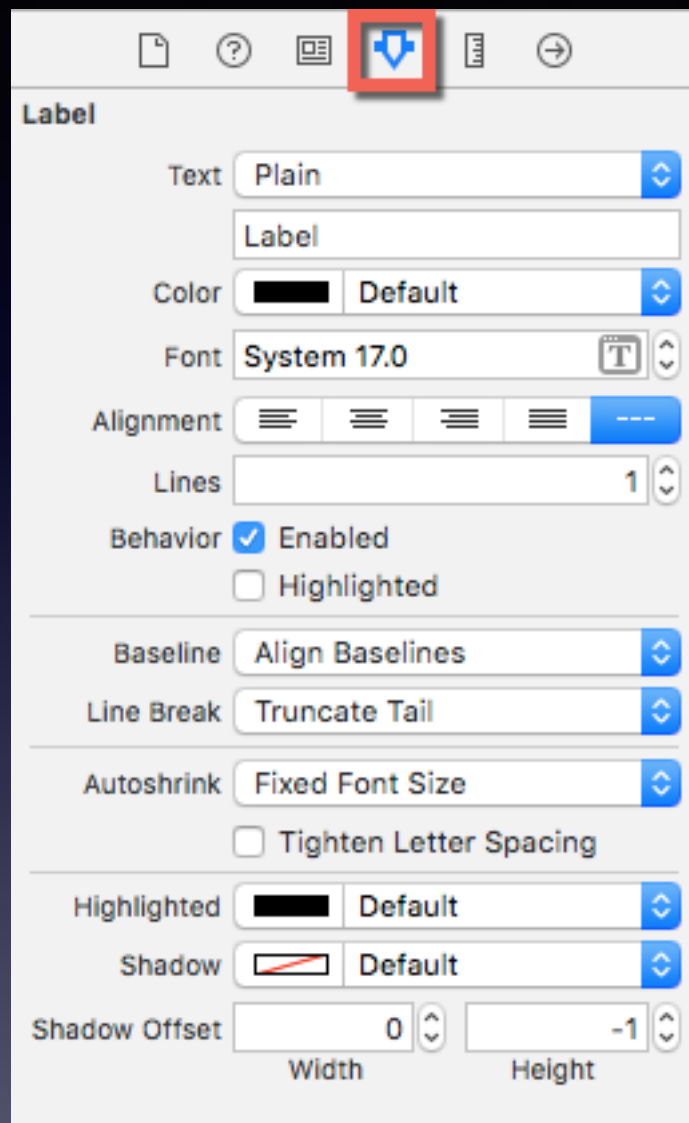 Label
Text Plain
Label
Color Default
Font System 17.0 T
Alignment ---
Lines 1
Behavior Enabled
Highlighted
Baseline Align Baselines
Line Break Truncate Tail
Autoshrink Fixed Font Size
Tighten Letter Spacing
Highlighted Default
Shadow Default
Shadow Offset 0 -1
Width Height